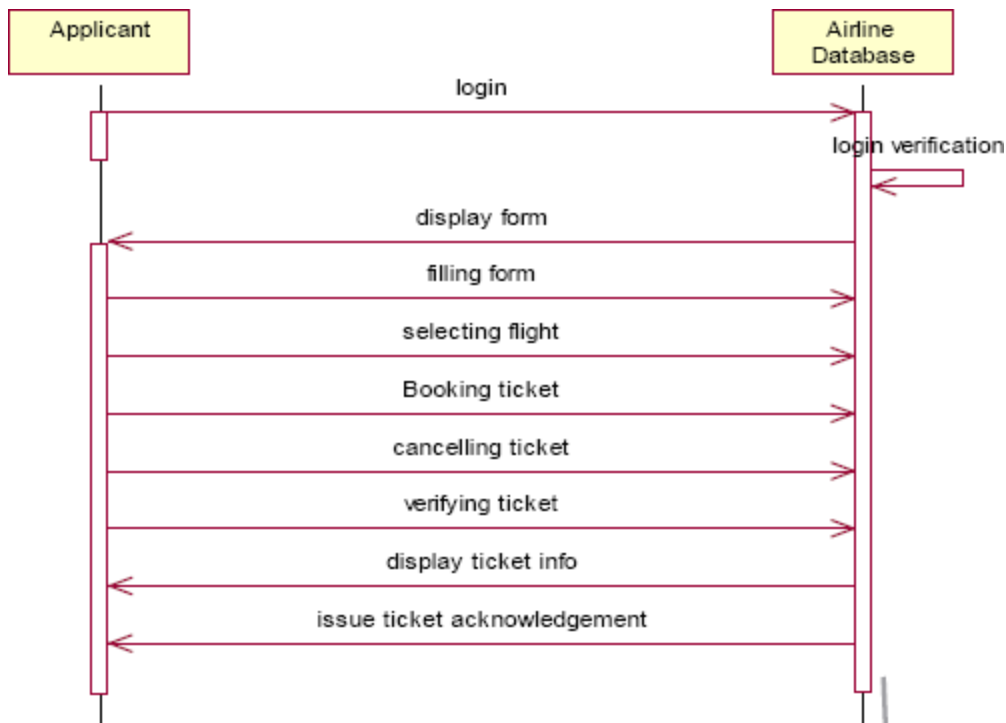 Applicant
Airline
Database
login
login verification
display form
filling form
selecting flight
Booking ticket
cancelling ticket
verifying ticket
display ticket info
issue ticket acknowledgement